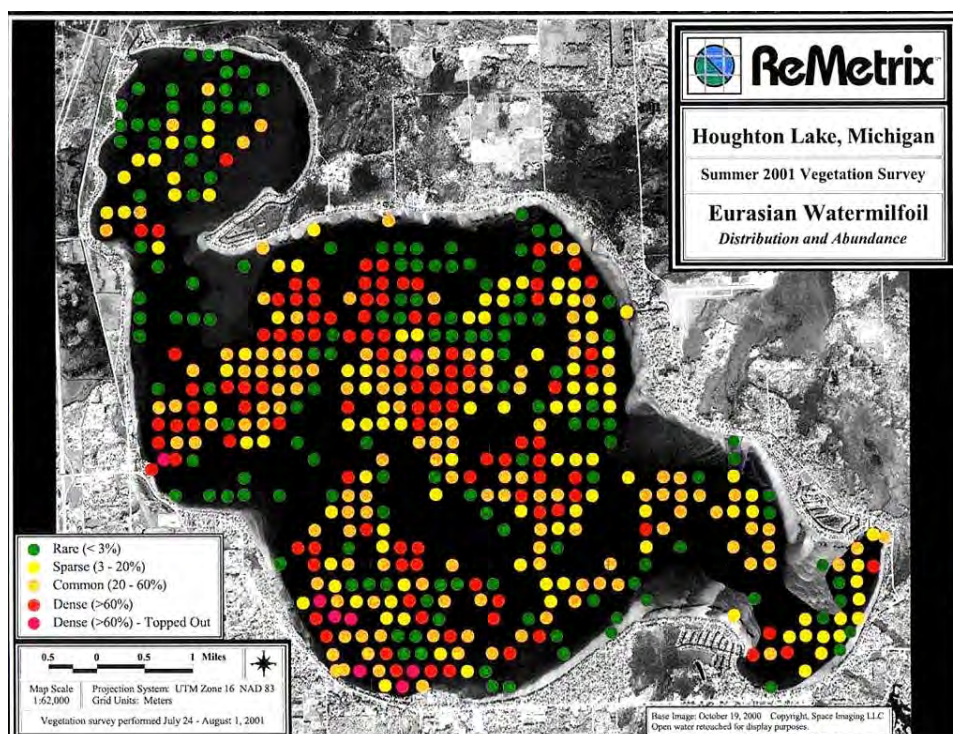 ReMetrix
Houghton Lake, Michigan
Summer 2001 Vegetation Survey
Eurasian Watermilfoil
Distribution and Abundance
Rare (< 3%)
Sparse (3 - 20%)
Common (20 - 60%)
Dense (>60%)
Dense (>60%) - Topped Out
0.5 0 0.5 1 Miles
Map Scale
1:62,000
Projection System: UTM Zone 16 NAD 83
Grid Units: Meters
Vegetation survey performed July 24 - August 1, 2001
Base Image: October 19, 2000 Copyright, Space Imaging LLC
Open water retouched for display purposes.